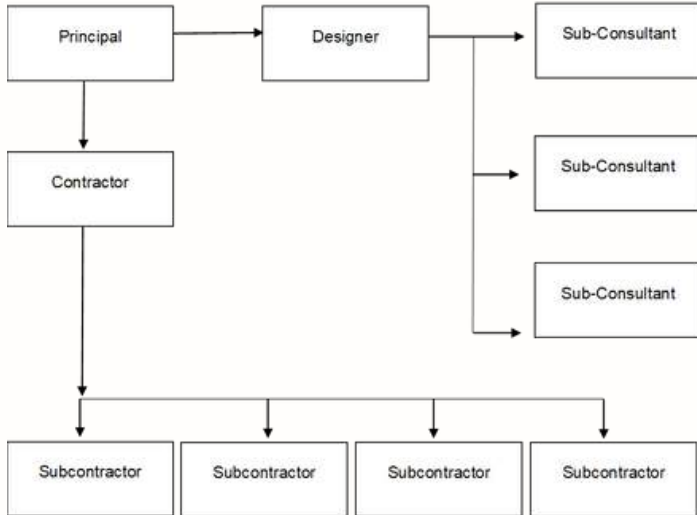 Principal
Designer
Sub-Consultant
Sub-Consultant
Contractor
Sub-Consultant
Subcontractor
Subcontractor
Subcontractor
Subcontractor